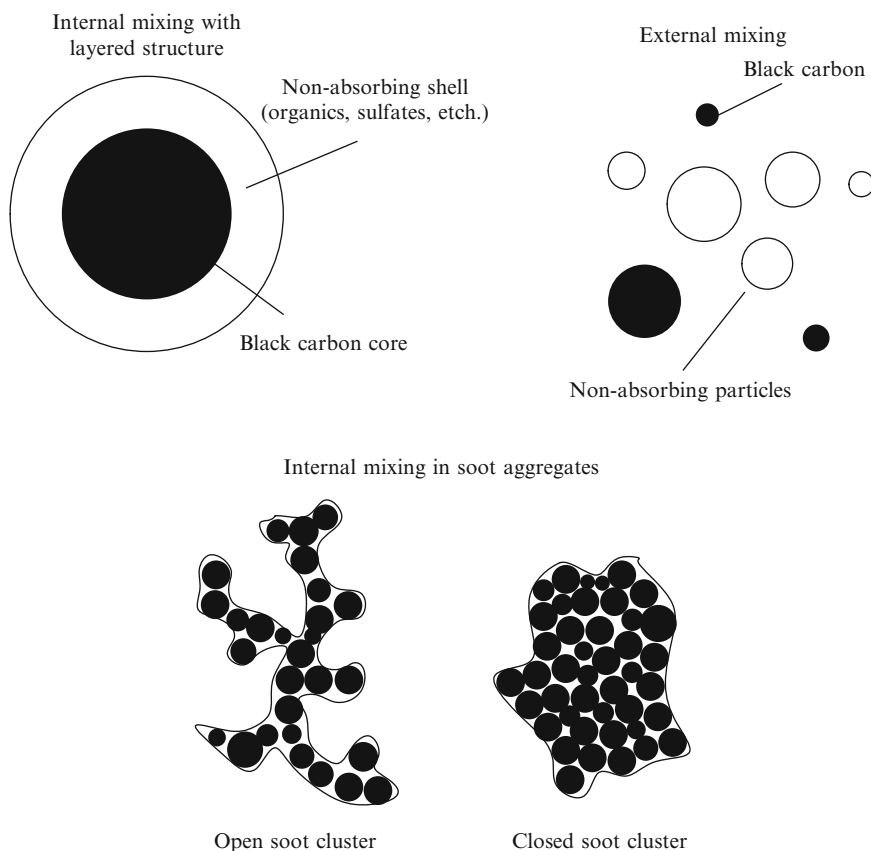 Internal mixing with
layered structure
Non-absorbing shell
(organics, sulfates, etch.)
Black carbon core
External mixing
Black carbon
Non-absorbing particles
Internal mixing in soot aggregates
Open soot cluster
Closed soot cluster